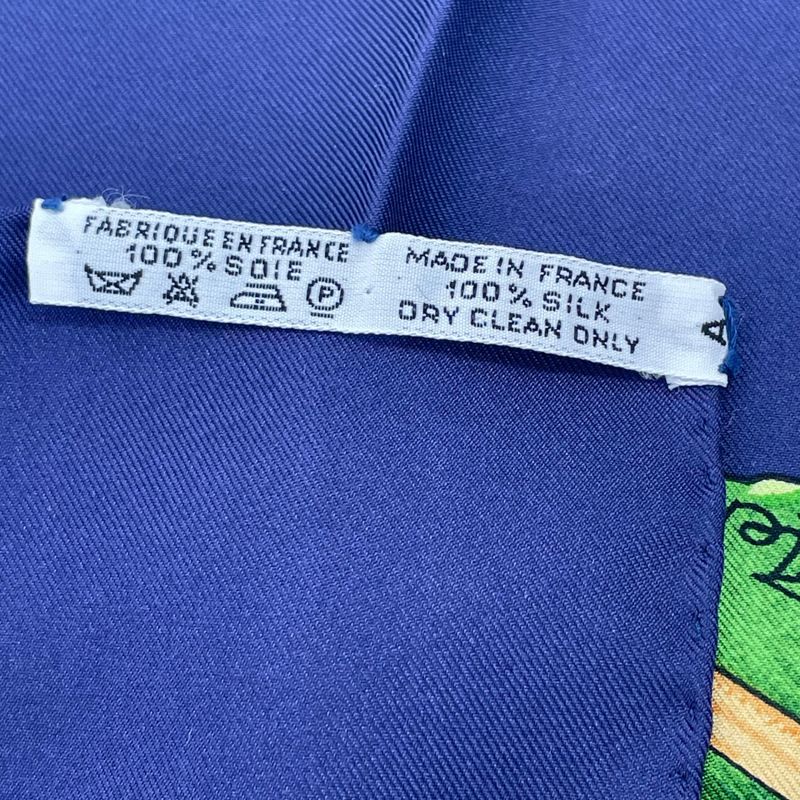 FABRIQUE EN FRANCE
100% SOIE
P
MADE IN FRANCE
100% SILK
DRY CLEAN ONLY
A